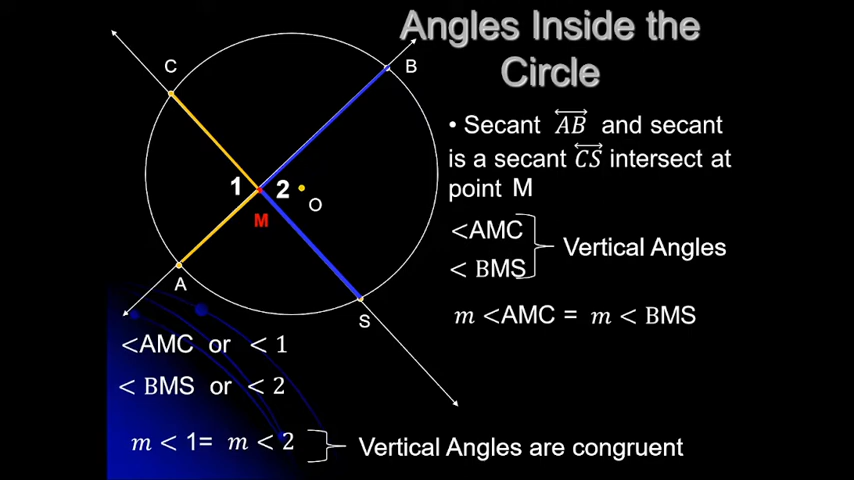 Angles Inside the
Circle
C
B
1
2
O
M
A
S
• Secant AB and secant
is a secant CS intersect at
point M
<AMC
< BMS
Vertical Angles
m <AMC = m < BMS
<AMC or < 1
< BMS or < 2
m < 1= m < 2
Vertical Angles are congruent